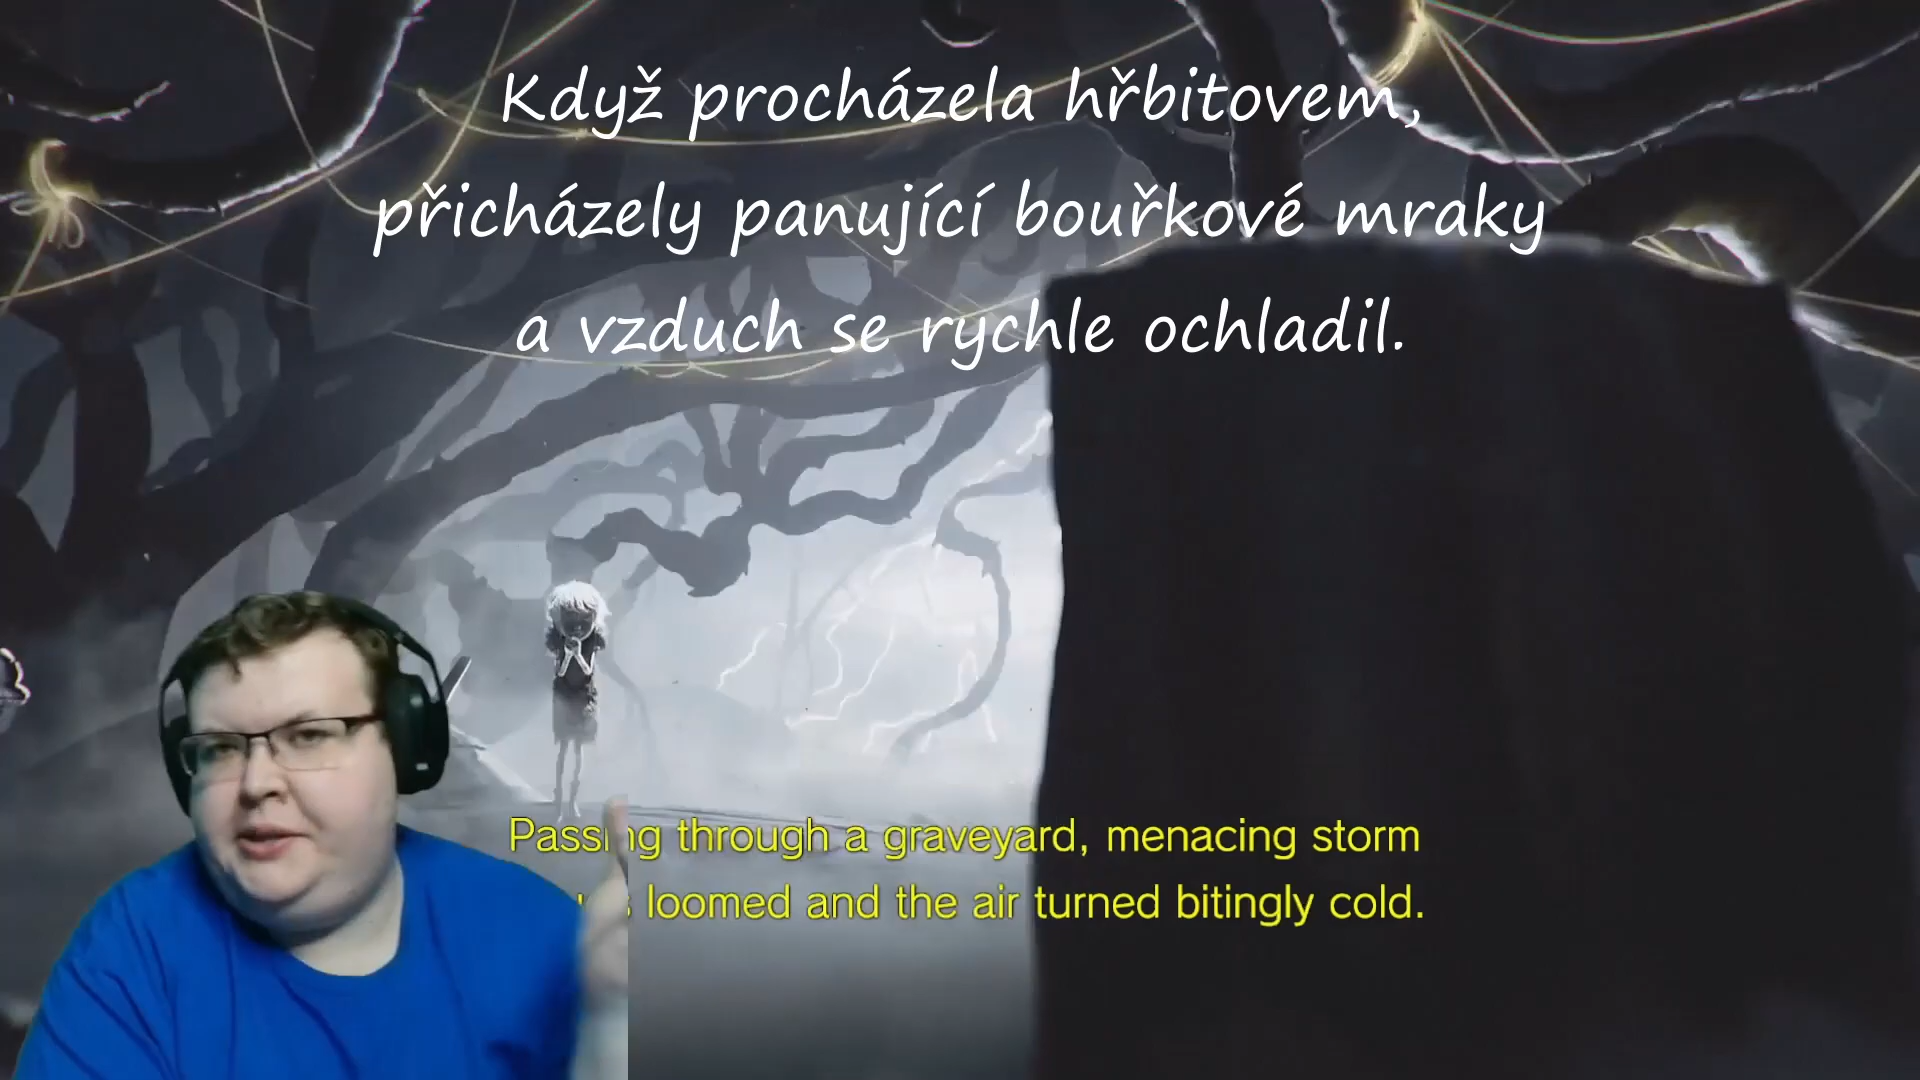 Když procházela hřbitovem,
přicházely panující bouřkové mraky
a vzduch se rychle ochladil.
Passing through a graveyard, menacing storm
loomed and the air turned bitingly cold.